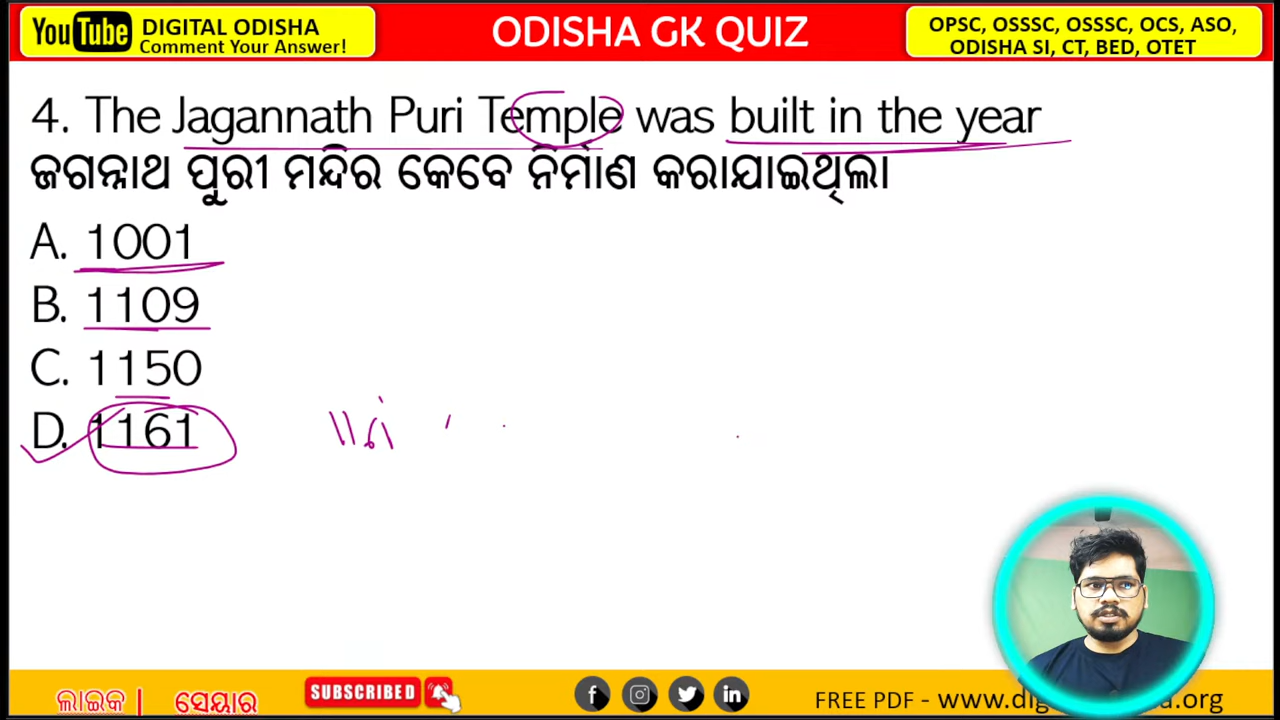 YouTube DIGITAL ODISHA
Comment Your Answer!
ODISHA GK QUIZ
OPSC, OSSSC, OSSSC, OCS, ASO,
ODISHA SI, CT, BED, OTET
4. The Jagannath Puri Temple was built in the year
ଜଗନ୍ନାଥ ପୁରୀ ମନ୍ଦିର କେବେ ନିର୍ମାଣ କରାଯାଇଥିଲା
A. 1001
B. 1109
C. 1150
D. 1161
ଲାଇକ | ସେୟାର
SUBSCRIBED
FREE PDF - www.dig
.org